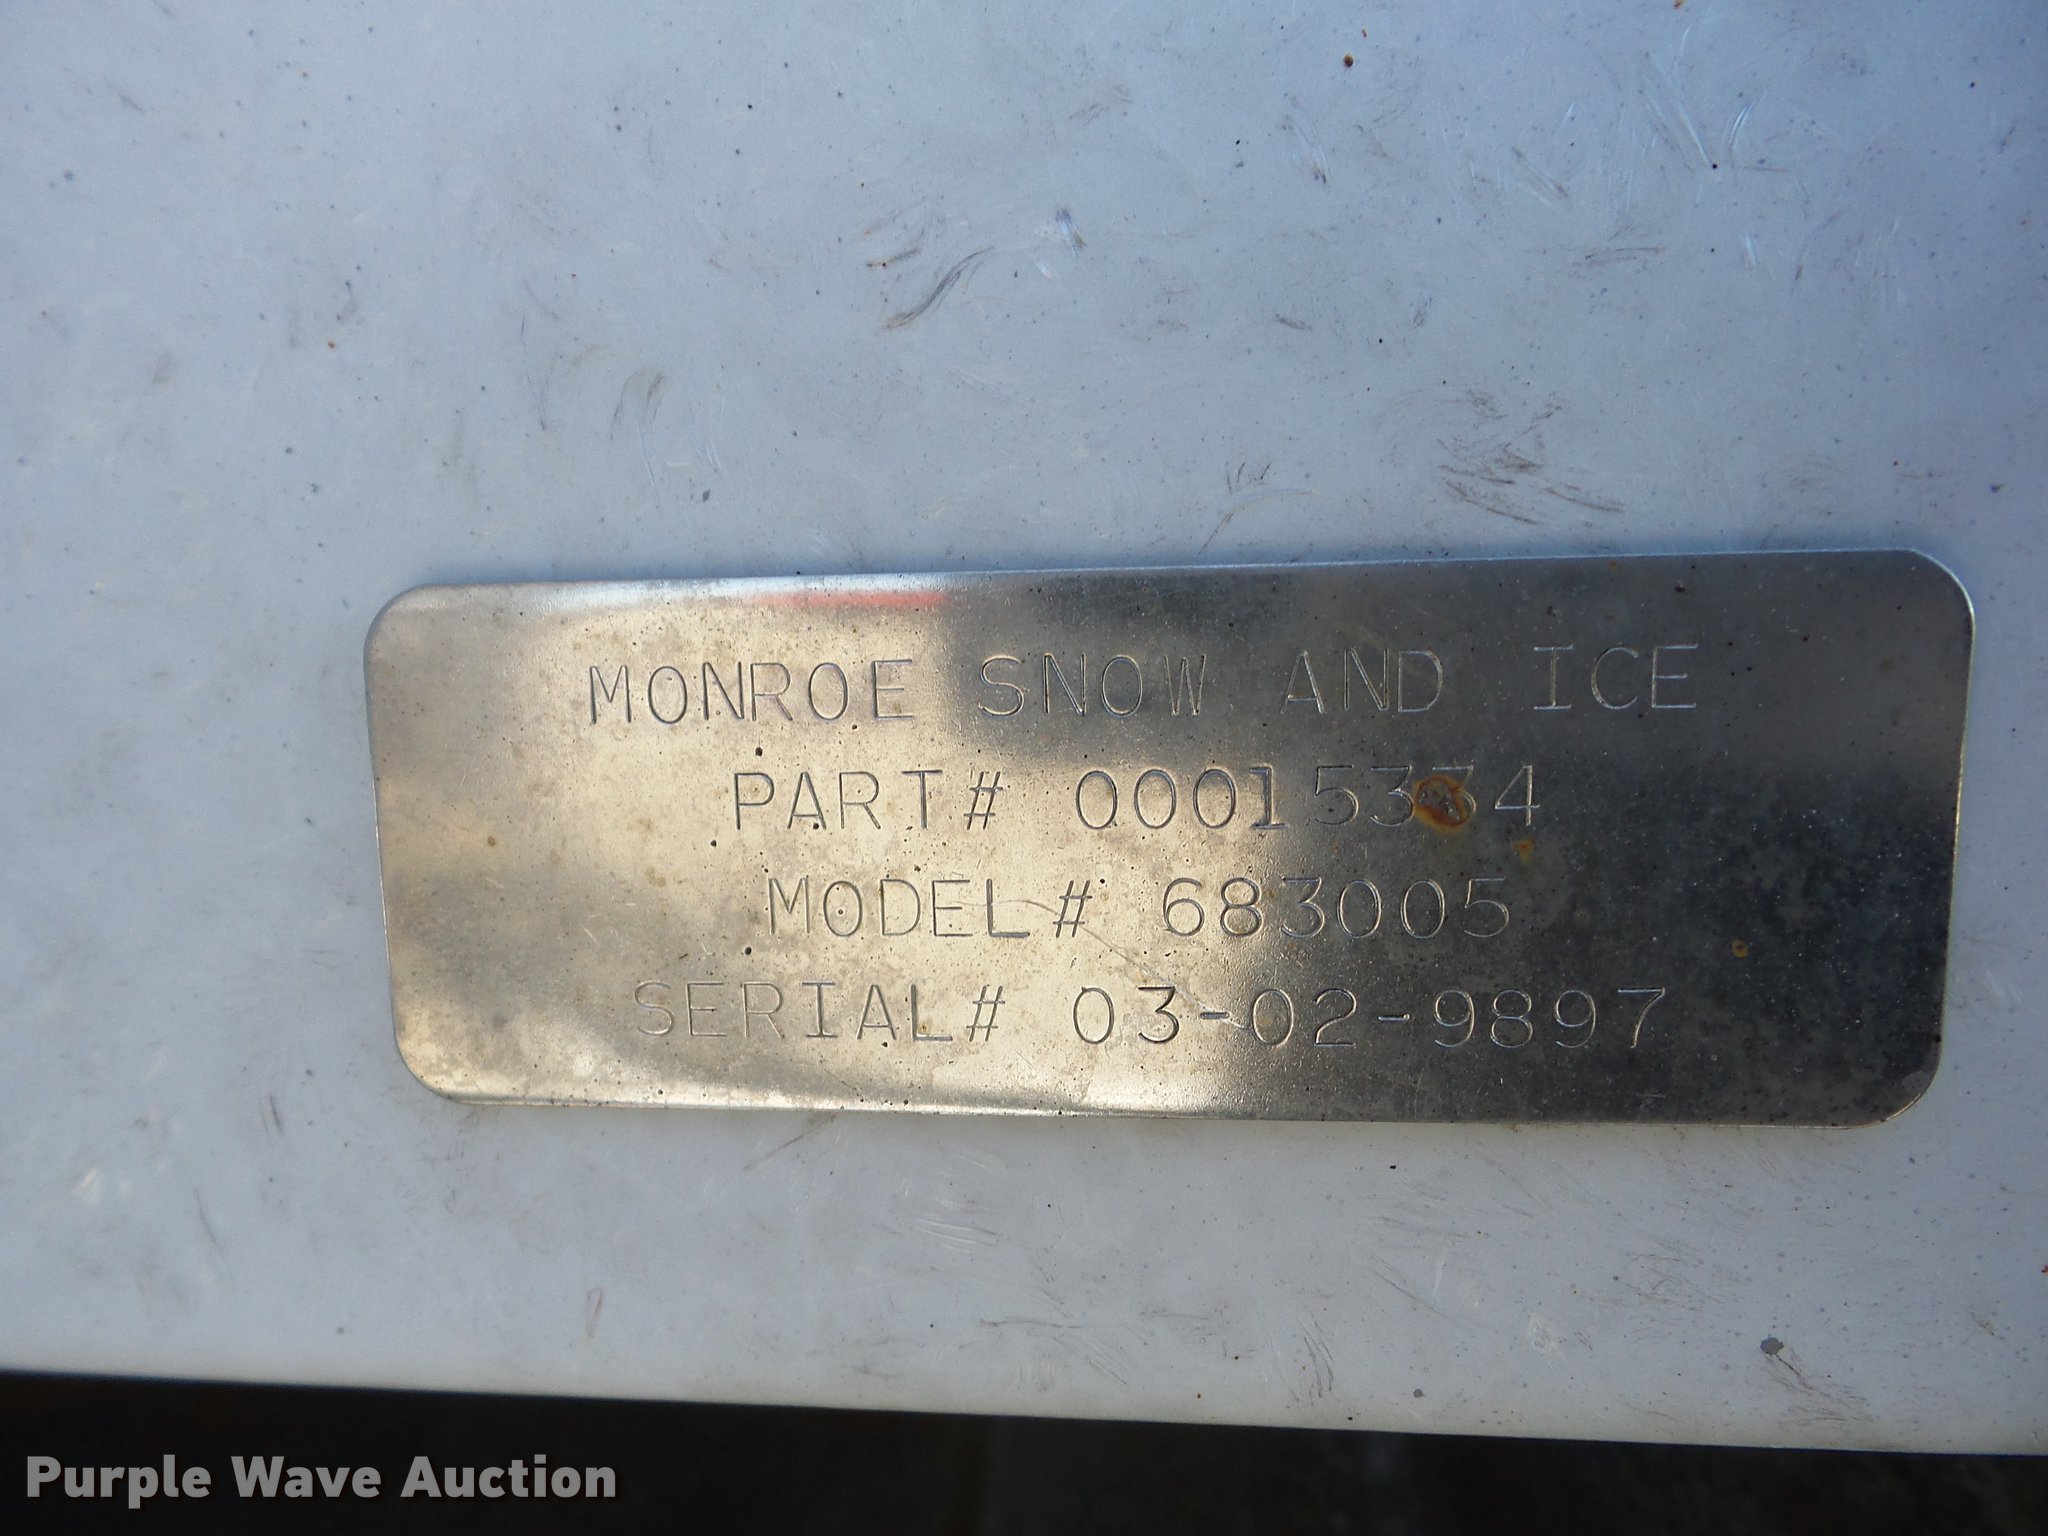 MONROE SNOW AND ICE
PART# 00015334
MODEL# 683005
SERIAL# 03-02-9897
Purple Wave Auction